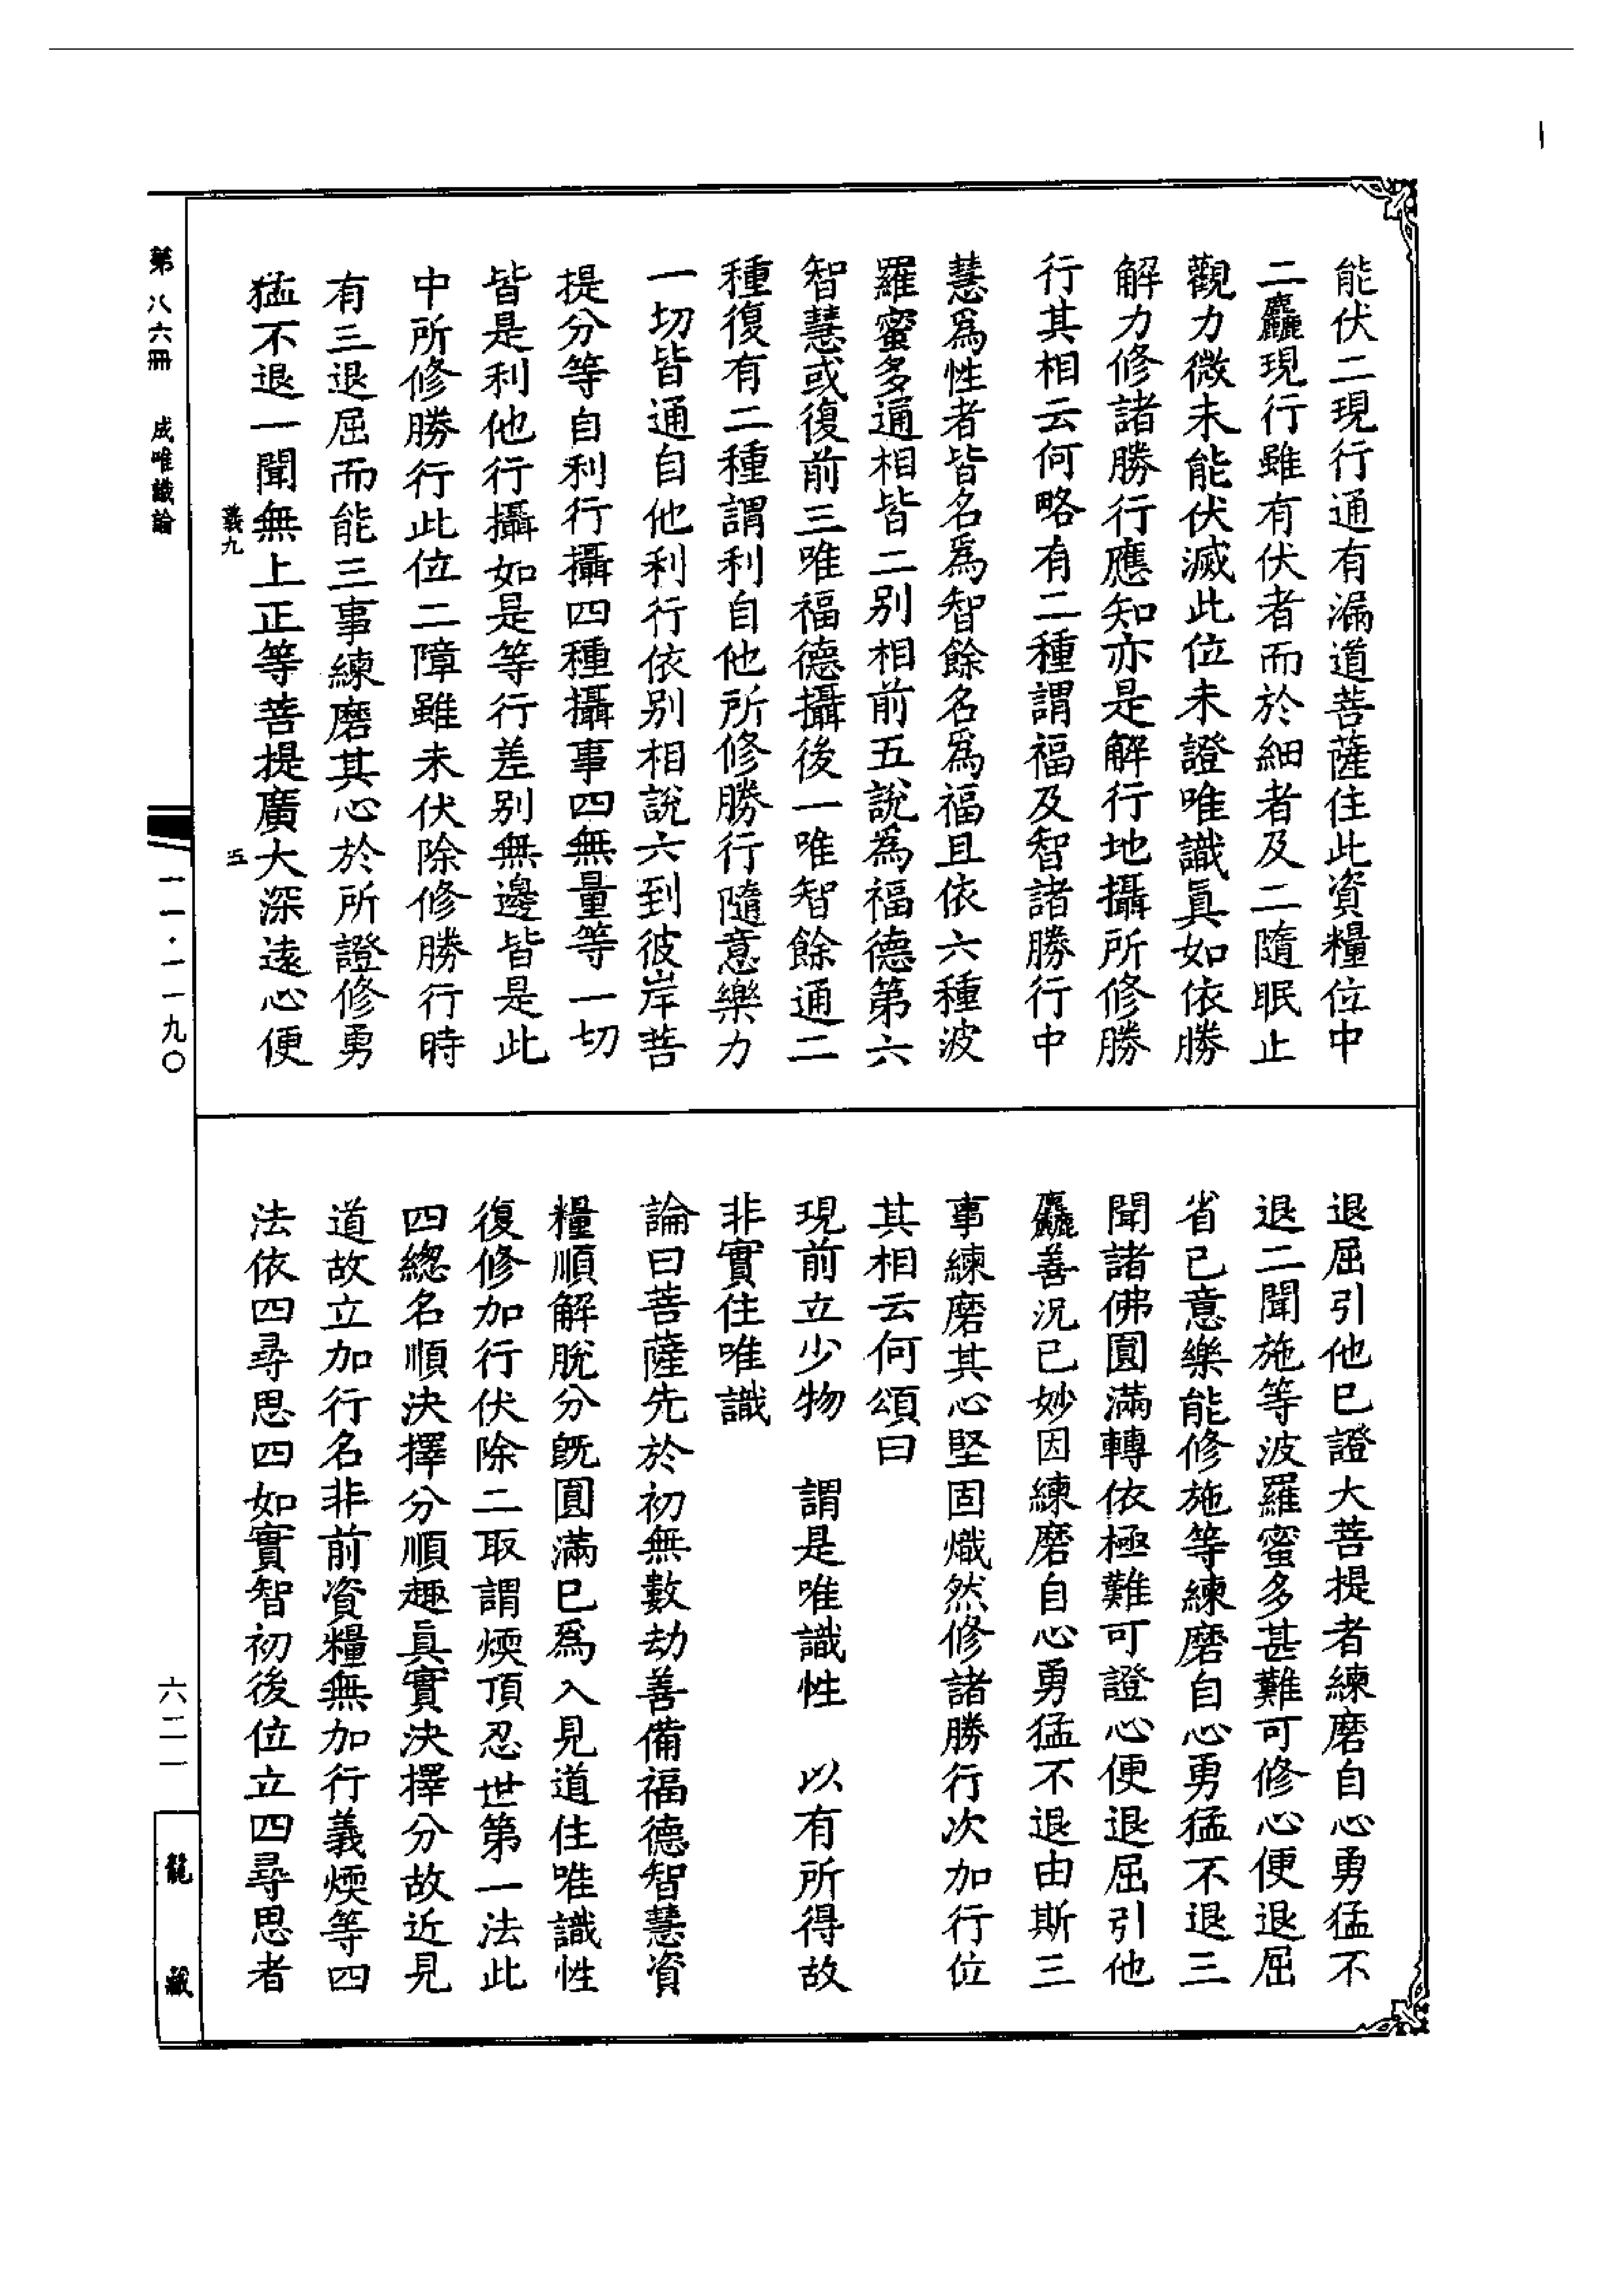 能伏二現行通有漏道菩薩住此資糧位中
二麤現行雖有伏者而於細者及二隨眠止
觀力微未能伏滅此位未證唯識真如依勝
解力修諸勝行應知亦是解行地攝所修勝
行其相云何略有二種謂福及智諸勝行中
慧爲性者皆名爲智餘名爲福且依六種波
羅蜜多通相皆二別相前五說爲福德第六
智慧或復前三唯福德攝後一唯智餘通二
種復有二種謂利自他所修勝行隨意樂力
一切皆通自他利行依別相說六到彼岸菩
提分等自利行攝四種攝事四無量等一切
皆是利他行攝如是等行差別無邊皆是此
中所修勝行此位二障雖未伏除修勝行時
有三退屈而能三事練磨其心於所證修勇
猛不退一聞無上正等菩提廣大深遠心便
義九
五
退屈引他已證大菩提者練磨自心勇猛不
退二聞施等波羅蜜多甚難可修心便退屈
省己意樂能修施等練磨自心勇猛不退三
聞諸佛圓滿轉依極難可證心便退屈引他
麤善況己妙因練磨自心勇猛不退由斯三
事練磨其心堅固熾然修諸勝行次加行位
其相云何頌曰
現前立少物　謂是唯識性　以有所得故
非實住唯識
論曰菩薩先於初無數劫善備福德智慧資
糧順解脫分既圓滿已爲入見道住唯識性
復修加行伏除二取謂煗頂忍世第一法此
四總名順決擇分順趣真實決擇分故近見
道故立加行名非前資糧無加行義煗等四
法依四尋思四如實智初後位立四尋思者
第八六冊　成唯識論
一一·一一九〇
六二一
龍藏